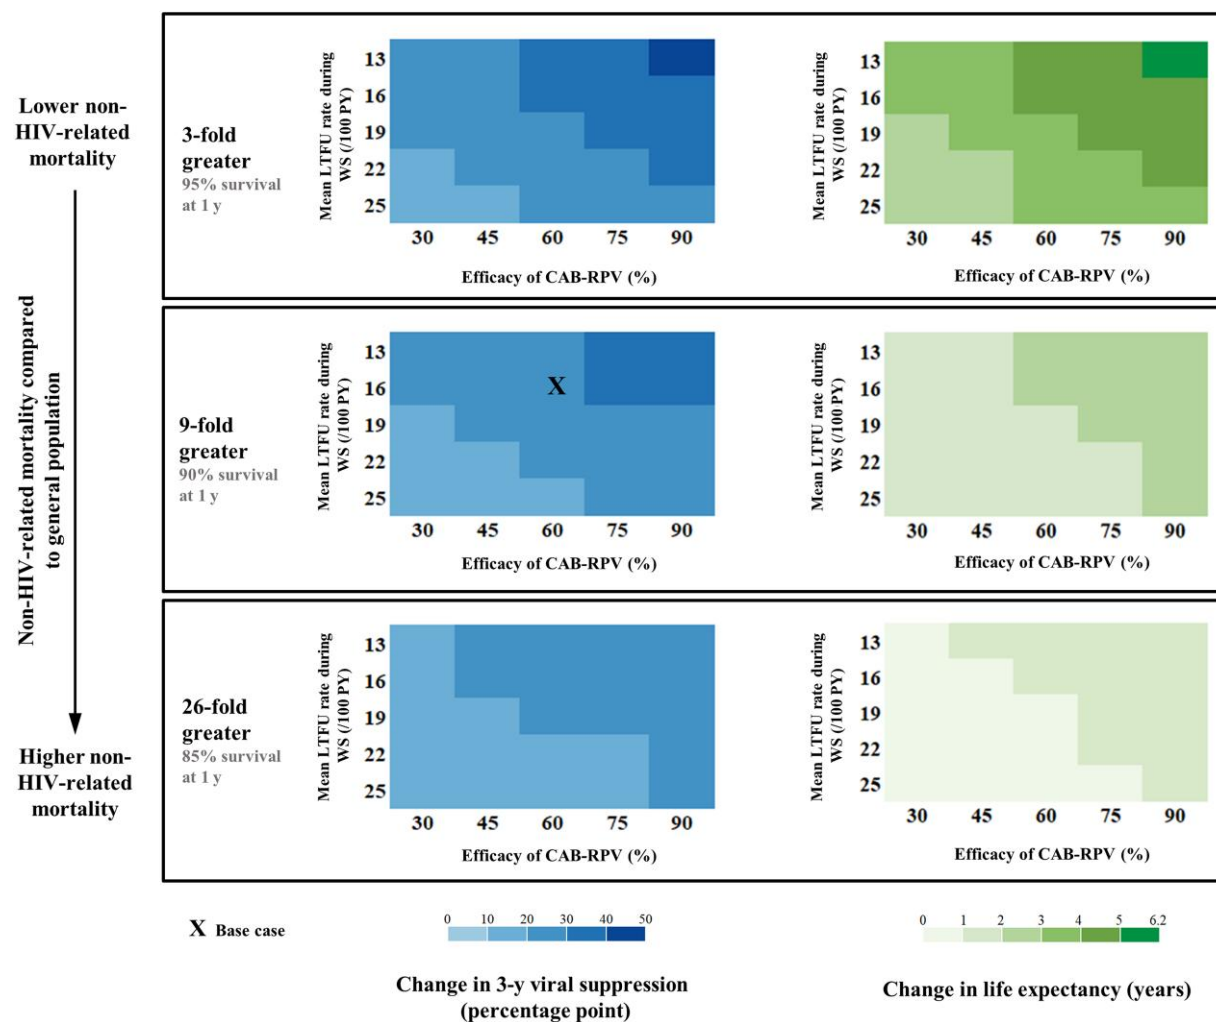 Lower non-
HIV-related
mortality
Non-HIV-related mortality compared
to general population
Higher non-
HIV-related
mortality
3-fold
greater
95% survival
at 1 y
Mean LTFU rate during
WS (/100 PY)
13
16
19
22
25
30 45 60 75 90
Efficacy of CAB-RPV (%)
Mean LTFU rate during
WS (/100 PY)
13
16
19
22
25
30 45 60 75 90
Efficacy of CAB-RPV (%)
9-fold
greater
90% survival
at 1 y
Mean LTFU rate during
WS (/100 PY)
13
16
19
22
25
X
30 45 60 75 90
Efficacy of CAB-RPV (%)
Mean LTFU rate during
WS (/100 PY)
13
16
19
22
25
30 45 60 75 90
Efficacy of CAB-RPV (%)
26-fold
greater
85% survival
at 1 y
Mean LTFU rate during
WS (/100 PY)
13
16
19
22
25
30 45 60 75 90
Efficacy of CAB-RPV (%)
Mean LTFU rate during
WS (/100 PY)
13
16
19
22
25
30 45 60 75 90
Efficacy of CAB-RPV (%)
X Base case
0 10 20 30 40 50
Change in 3-y viral suppression
(percentage point)
0 1 2 3 4 5 6.2
Change in life expectancy (years)